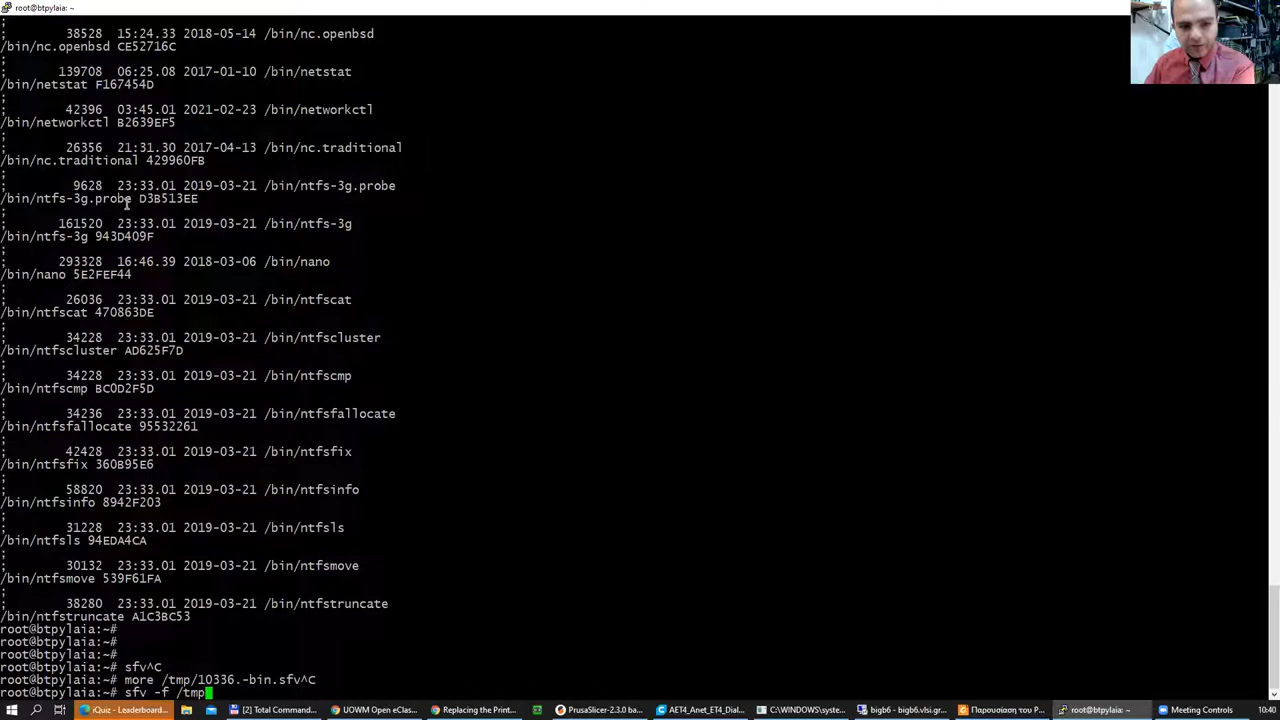 root@btpylaia: ~
;
;        38528  15:24.33 2018-05-14 /bin/nc.openbsd
/bin/nc.openbsd CE52716C
;
;       139708  06:25.08 2017-01-10 /bin/netstat
/bin/netstat F167454D
;
;        42396  03:45.01 2021-02-23 /bin/networkctl
/bin/networkctl B2639EF5
;
;        26356  21:31.30 2017-04-13 /bin/nc.traditional
/bin/nc.traditional 429960FB
;
;         9628  23:33.01 2019-03-21 /bin/ntfs-3g.probe
/bin/ntfs-3g.probe D3B513EE
;
;       161520  23:33.01 2019-03-21 /bin/ntfs-3g
/bin/ntfs-3g 943D409F
;
;       293328  16:46.39 2018-03-06 /bin/nano
/bin/nano 5E2FEF44
;
;        26036  23:33.01 2019-03-21 /bin/ntfscat
/bin/ntfscat 470863DE
;
;        34228  23:33.01 2019-03-21 /bin/ntfscluster
/bin/ntfscluster AD625F7D
;
;        34228  23:33.01 2019-03-21 /bin/ntfscmp
/bin/ntfscmp BC0D2F5D
;
;        34236  23:33.01 2019-03-21 /bin/ntfsfallocate
/bin/ntfsfallocate 95532261
;
;        42428  23:33.01 2019-03-21 /bin/ntfsfix
/bin/ntfsfix 360B95E6
;
;        58820  23:33.01 2019-03-21 /bin/ntfsinfo
/bin/ntfsinfo 8942F203
;
;        31228  23:33.01 2019-03-21 /bin/ntfsls
/bin/ntfsls 94EDA4CA
;
;        30132  23:33.01 2019-03-21 /bin/ntfsmove
/bin/ntfsmove 539F61FA
;
;        38280  23:33.01 2019-03-21 /bin/ntfstruncate
/bin/ntfstruncate A1C3BC53
root@btpylaia:~#
root@btpylaia:~#
root@btpylaia:~#
root@btpylaia:~# sfv^C
root@btpylaia:~# more /tmp/10336.-bin.sfv^C
root@btpylaia:~# sfv -f /tmp
iQuiz - Leaderboard... [2] Total Command... UOWM Open eClass... Replacing the Print... PrusaSlicer-2.3.0 ba... AET4_Anet_ET4_Dial... C:\WINDOWS\syste... bigb6 - bigb6.vlsi.gr... Παρουσίαση του P... root@btpylaia: ~ Meeting Controls 10:40